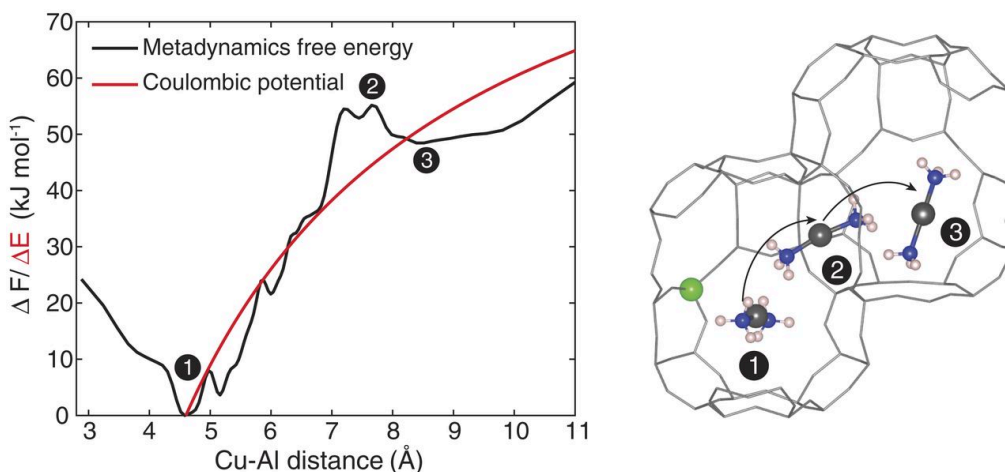 70
60
50
40
30
20
10
0
Δ F/ΔE (kJ mol⁻¹)
Metadynamics free energy
Coulombic potential
1
2
3
3 4 5 6 7 8 9 10 11
Cu-Al distance (Å)
3
2
1